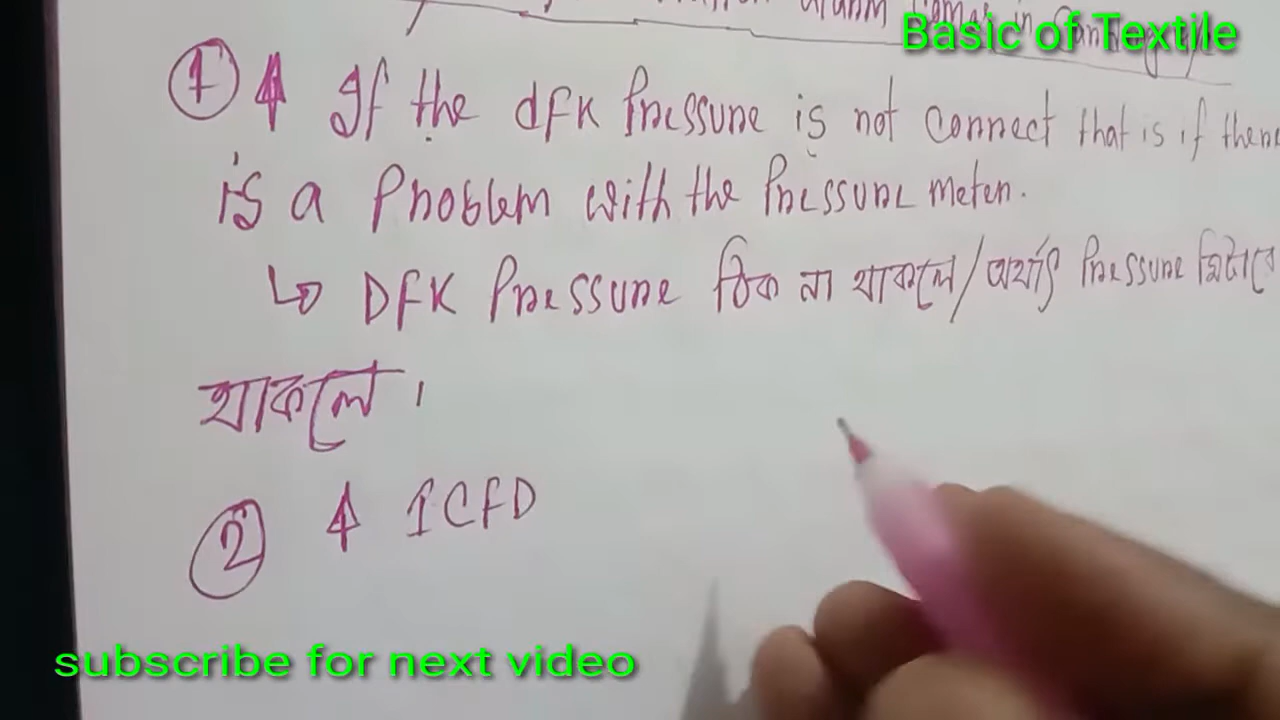 Basic of Textile
① If the DFK Pressure is not connect that is if there
is a Problem with the Pressure meter.
↳ DFK Pressure ঠিক না থাকলে/অর্থাৎ Pressure মিটারে
থাকলে।
② ICFD
subscribe for next video